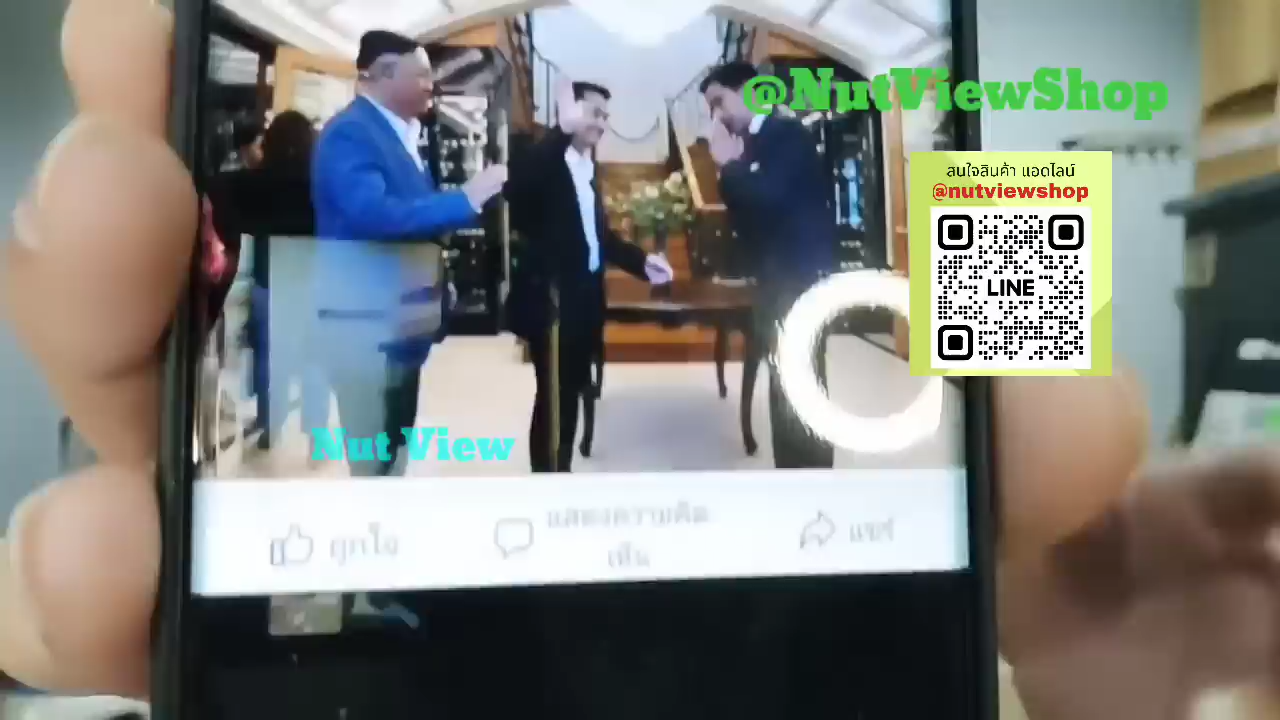 @NutViewShop
สนใจสินค้า แอดไลน์
@nutviewshop
LINE
Nut View
ถูกใจ
แสดงความคิด
เห็น
แชร์